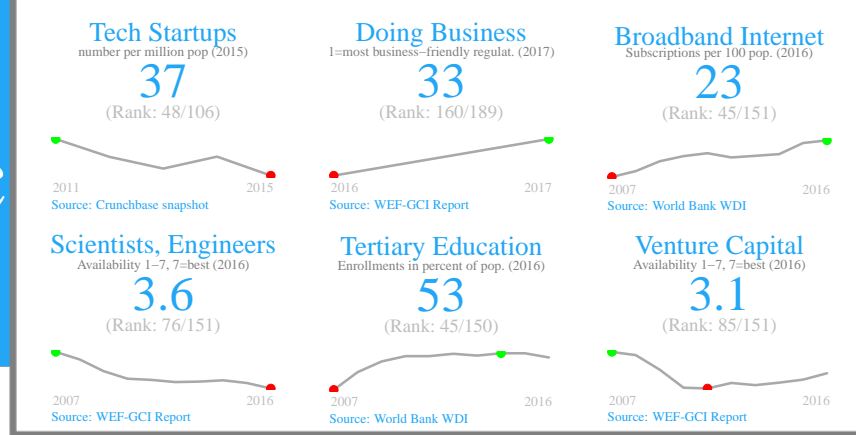 Tech Startups
number per million pop (2015)
37
(Rank: 48/106)
2011 2015
Source: Crunchbase snapshot
Doing Business
1=most business−friendly regulat. (2017)
33
(Rank: 160/189)
2016 2017
Source: WEF-GCI Report
Broadband Internet
Subscriptions per 100 pop. (2016)
23
(Rank: 45/151)
2007 2016
Source: World Bank WDI
Scientists, Engineers
Availability 1−7, 7=best (2016)
3.6
(Rank: 76/151)
2007 2016
Source: WEF-GCI Report
Tertiary Education
Enrollments in percent of pop. (2016)
53
(Rank: 45/150)
2007 2016
Source: World Bank WDI
Venture Capital
Availability 1−7, 7=best (2016)
3.1
(Rank: 85/151)
2007 2016
Source: WEF-GCI Report